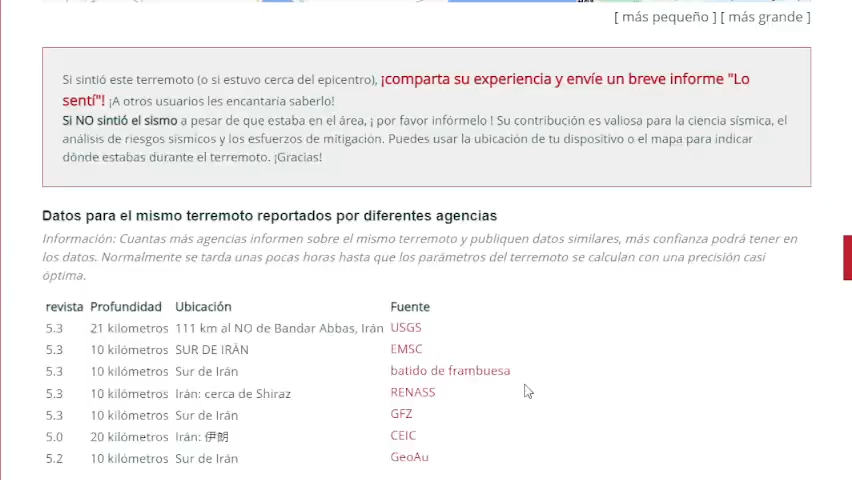 [ más pequeño ] [ más grande ]
Si sintió este terremoto (o si estuvo cerca del epicentro), ¡comparta su experiencia y envíe un breve informe "Lo
sentí"! ¡A otros usuarios les encantaría saberlo!
Si NO sintió el sismo a pesar de que estaba en el área, ¡ por favor infórmelo ! Su contribución es valiosa para la ciencia sísmica, el
análisis de riesgos sísmicos y los esfuerzos de mitigación. Puedes usar la ubicación de tu dispositivo o el mapa para indicar
dónde estabas durante el terremoto. ¡Gracias!
Datos para el mismo terremoto reportados por diferentes agencias
Información: Cuantas más agencias informen sobre el mismo terremoto y publiquen datos similares, más confianza podrá tener en
los datos. Normalmente se tarda unas pocas horas hasta que los parámetros del terremoto se calculan con una precisión casi
óptima.
revista Profundidad Ubicación Fuente
5.3 21 kilómetros 111 km al NO de Bandar Abbas, Irán USGS
5.3 10 kilómetros SUR DE IRÁN EMSC
5.3 10 kilómetros Sur de Irán batido de frambuesa
5.3 10 kilómetros Irán: cerca de Shiraz RENASS
5.3 10 kilómetros Sur de Irán GFZ
5.0 20 kilómetros Irán: 伊朗 CEIC
5.2 10 kilómetros Sur de Irán GeoAu